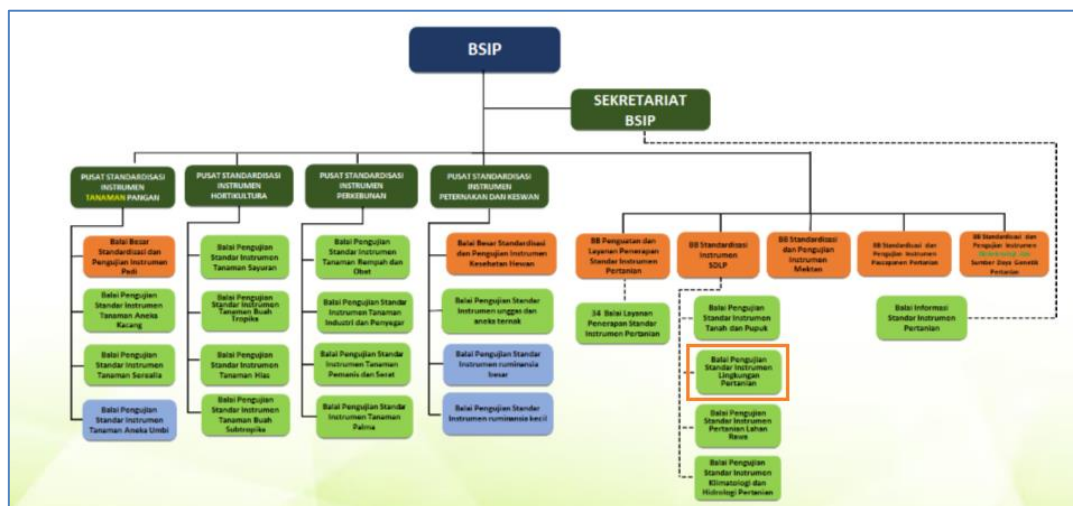 BSIP
SEKRETARIAT
BSIP
PUSAT STANDARDISASI
INSTRUMEN
TANAMAN PANGAN
PUSAT STANDARDISASI
INSTRUMEN
HORTIKULTURA
PUSAT STANDARDISASI
INSTRUMEN
PERKEBUNAN
PUSAT STANDARDISASI
INSTRUMEN
PETERNAKAN DAN KESWAN
Balai Besar
Standardisasi dan
Pengujian Instrumen
Padi
Balai Pengujian
Standar Instrumen
Tanaman Aneka
Kacang
Balai Pengujian
Standar Instrumen
Tanaman Serealia
Balai Pengujian
Standar Instrumen
Tanaman Aneka Umbi
Balai Pengujian
Standar Instrumen
Tanaman Sayuran
Balai Pengujian
Standar Instrumen
Tanaman Buah
Tropika
Balai Pengujian
Standar Instrumen
Tanaman Hias
Balai Pengujian
Standar Instrumen
Tanaman Buah
Subtropika
Balai Pengujian
Standar Instrumen
Tanaman Rempah dan
Obat
Balai Pengujian Standar
Instrumen Tanaman
Industri dan Penyegar
Balai Pengujian Standar
Instrumen Tanaman
Pemanis dan Serat
Balai Pengujian Standar
Instrumen Tanaman
Palma
Balai Besar Standardisasi
dan Pengujian Instrumen
Kesehatan Hewan
Balai Pengujian Standar
Instrumen unggas dan
aneka ternak
Balai Pengujian Standar
Instrumen ruminansia
besar
Balai Pengujian Standar
Instrumen ruminansia kecil
BB Penguatan dan
Layanan Penerapan
Standar Instrumen
Pertanian
34 Balai Layanan
Penerapan Standar
Instrumen Pertanian
BB Standardisasi
Instrumen
SDLP
Balai Pengujian
Standar Instrumen
Tanah dan Pupuk
Balai Pengujian
Standar Instrumen
Lingkungan
Pertanian
Balai Pengujian
Standar Instrumen
Pertanian Lahan
Rawa
Balai Pengujian
Standar Instrumen
Klimatologi dan
Hidrologi Pertanian
BB Standardisasi
dan Pengujian
Instrumen
Mektan
BB Standardisasi dan
Pengujian Instrumen
Pascapanen Pertanian
Balai Informasi
Standar Instrumen
Pertanian
BB Standardisasi dan
Pengujian Instrumen
Sumber Daya Genetik
Pertanian